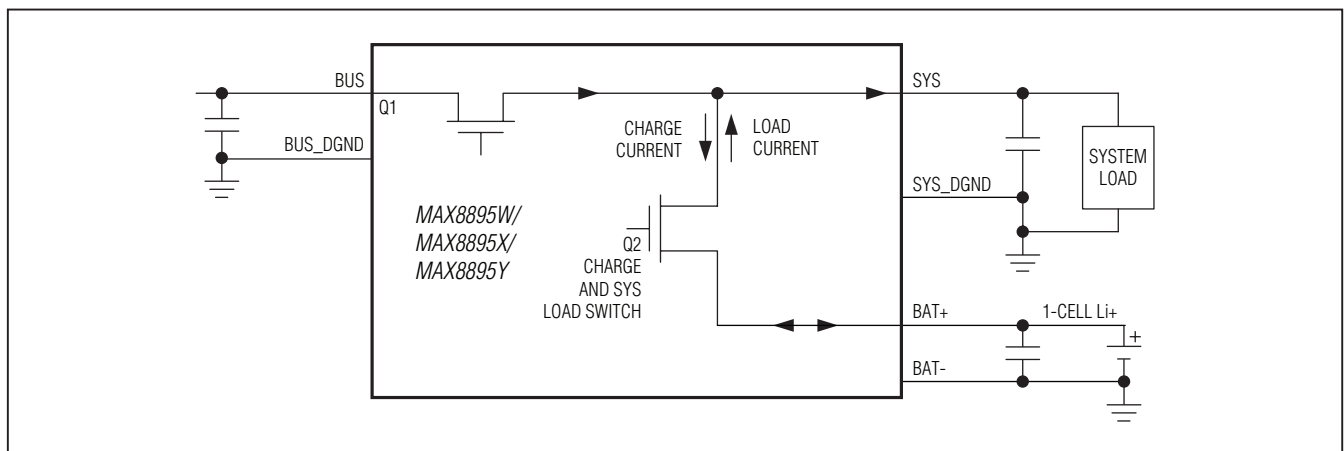 BUS
Q1
BUS_DGND
MAX8895W/
MAX8895X/
MAX8895Y
CHARGE
CURRENT
LOAD
CURRENT
Q2
CHARGE
AND SYS
LOAD SWITCH
SYS
SYS_DGND
SYSTEM
LOAD
BAT+
1-CELL Li+
+
BAT-